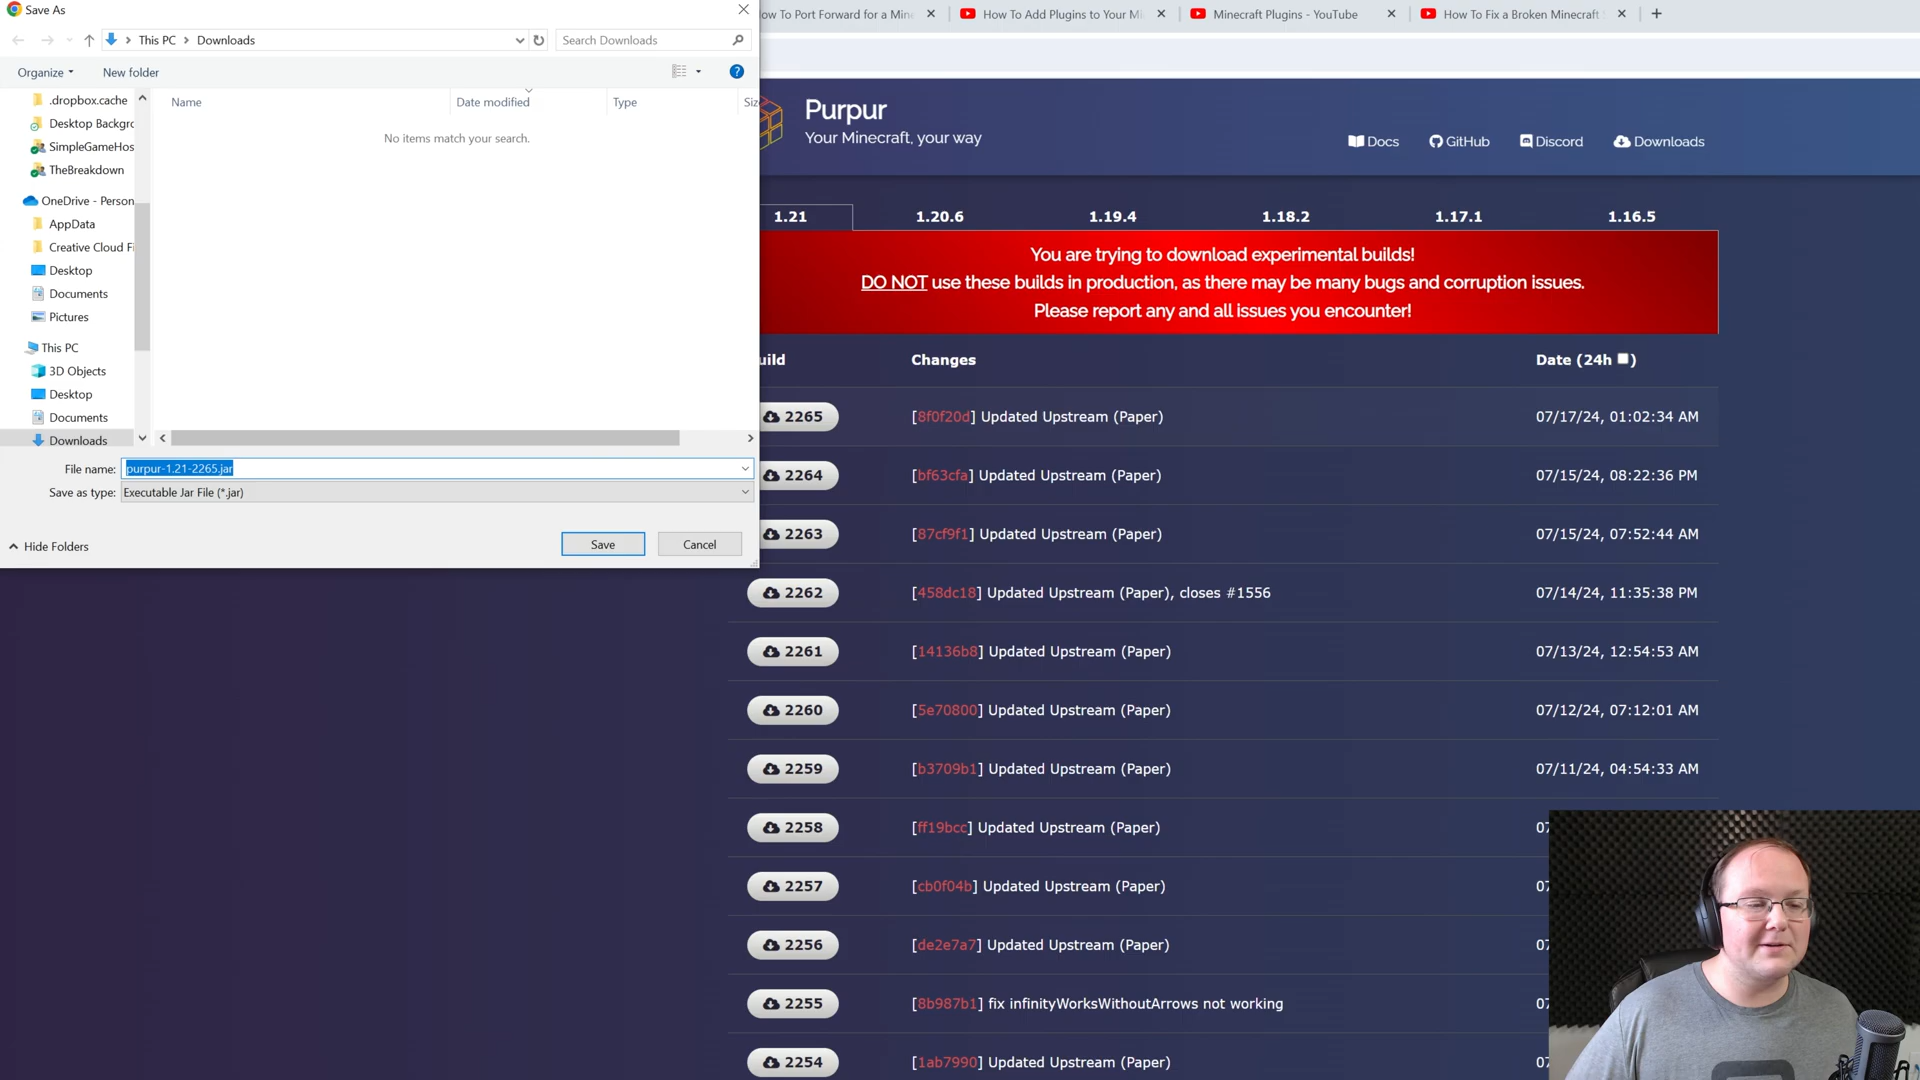 Save As
How To Port Forward for a Mine
How To Add Plugins to Your Mi
Minecraft Plugins - YouTube
How To Fix a Broken Minecraft
This PC
Downloads
Search Downloads
Organize
New folder
Name
Date modified
Type
Size
No items match your search.
.dropbox.cache
Desktop Backgro
SimpleGameHos
TheBreakdown
OneDrive - Person
AppData
Creative Cloud Fi
Desktop
Documents
Pictures
This PC
3D Objects
Desktop
Documents
Downloads
File name:
purpur-1.21-2265.jar
Save as type:
Executable Jar File (*.jar)
Hide Folders
Save
Cancel
Purpur
Your Minecraft, your way
Docs
GitHub
Discord
Downloads
1.21
1.20.6
1.19.4
1.18.2
1.17.1
1.16.5
You are trying to download experimental builds!
DO NOT use these builds in production, as there may be many bugs and corruption issues.
Please report any and all issues you encounter!
uild Changes Date (24h )
2265 [8f0f20d] Updated Upstream (Paper) 07/17/24, 01:02:34 AM
2264 [bf63cfa] Updated Upstream (Paper) 07/15/24, 08:22:36 PM
2263 [87cf9f1] Updated Upstream (Paper) 07/15/24, 07:52:44 AM
2262 [458dc18] Updated Upstream (Paper), closes #1556 07/14/24, 11:35:38 PM
2261 [14136b8] Updated Upstream (Paper) 07/13/24, 12:54:53 AM
2260 [5e70800] Updated Upstream (Paper) 07/12/24, 07:12:01 AM
2259 [b3709b1] Updated Upstream (Paper) 07/11/24, 04:54:33 AM
2258 [ff19bcc] Updated Upstream (Paper) 07
2257 [cb0f04b] Updated Upstream (Paper) 07
2256 [de2e7a7] Updated Upstream (Paper) 07
2255 [8b987b1] fix infinityWorksWithoutArrows not working 07
2254 [1ab7990] Updated Upstream (Paper) 07